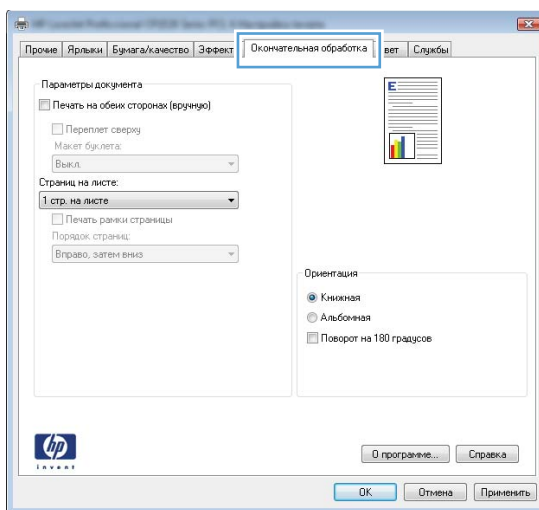 Прочие Ярлыки Бумага/качество Эффект Окончательная обработка вет Службы
Параметры документа
Печать на обеих сторонах (вручную)
Переплет сверху
Макет буклета:
Выкл.
Страниц на листе:
1 стр. на листе
Печать рамки страницы
Порядок страниц:
Вправо, затем вниз
E
Ориентация
Книжная
Альбомная
Поворот на 180 градусов
hp
invent
О программе... Справка
OK Отмена Применить